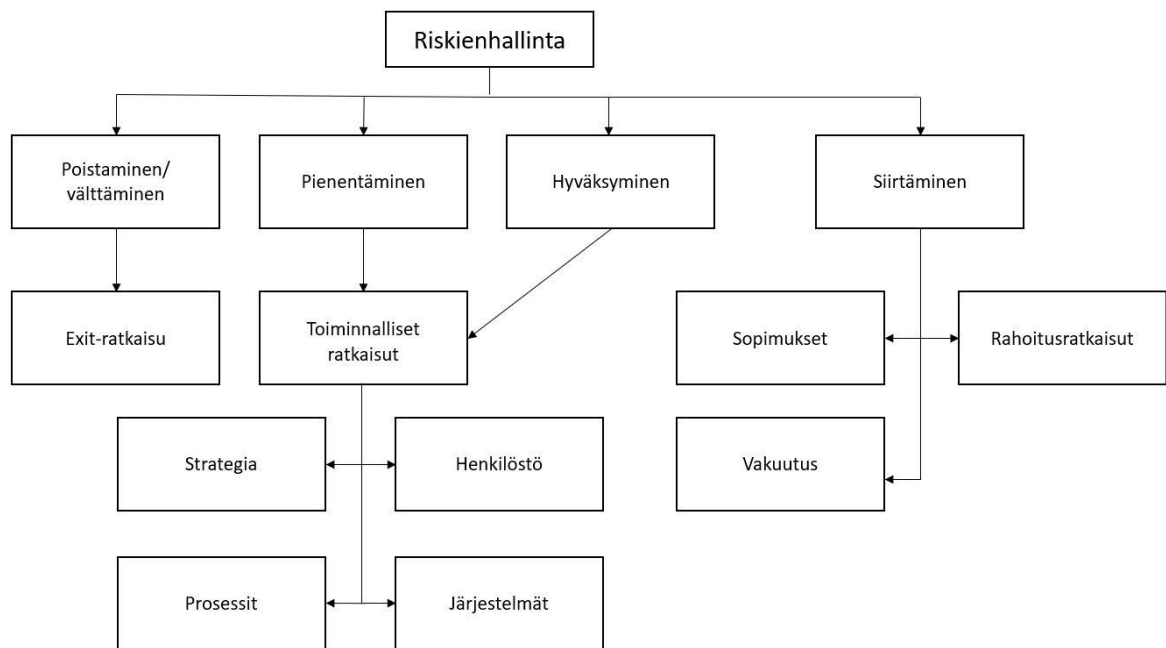 Riskienhallinta
Poistaminen/
välttäminen
Pienentäminen
Hyväksyminen
Siirtäminen
Exit-ratkaisu
Toiminnalliset
ratkaisut
Sopimukset
Rahoitusratkaisut
Strategia
Henkilöstö
Vakuutus
Prosessit
Järjestelmät